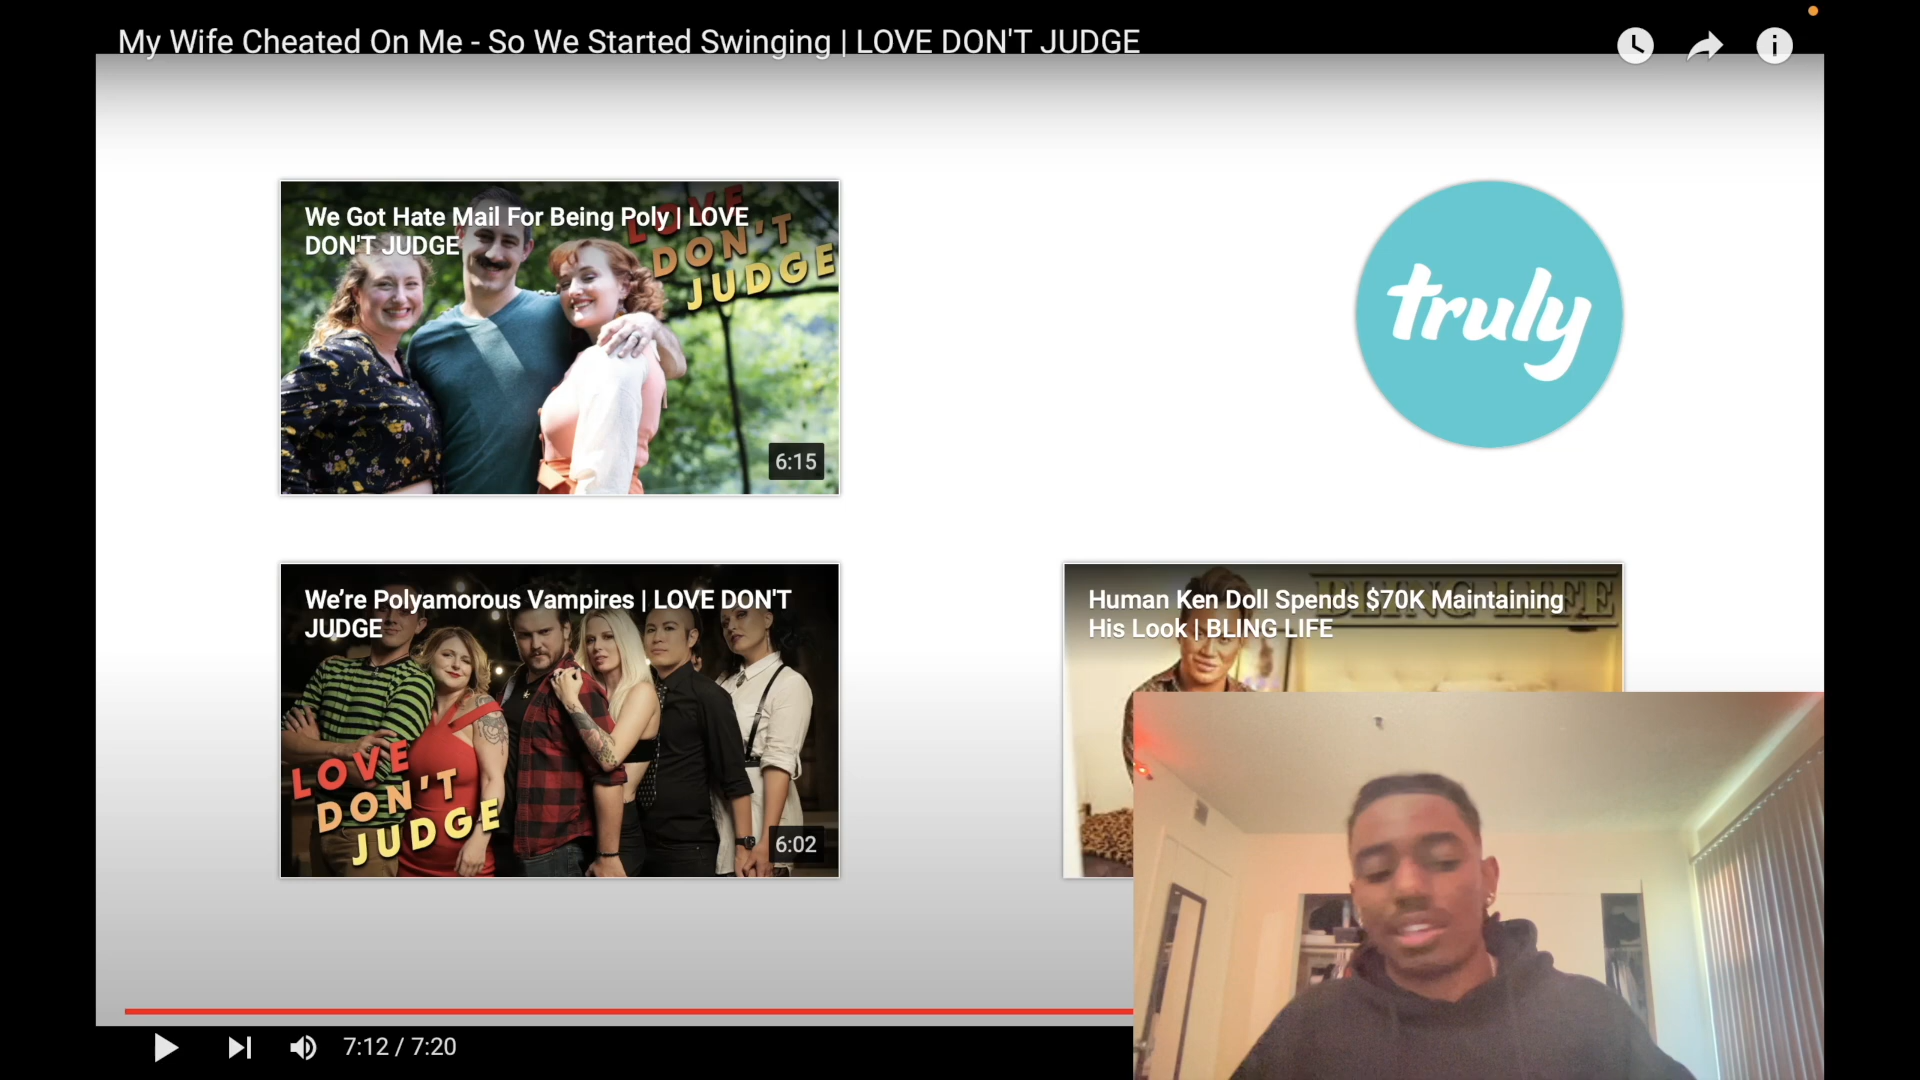 My Wife Cheated On Me - So We Started Swinging | LOVE DON'T JUDGE
We Got Hate Mail For Being Poly | LOVE
DON'T JUDGE
LOVE
DON'T
JUDGE
6:15
truly
We’re Polyamorous Vampires | LOVE DON'T
JUDGE
LOVE
DON'T
JUDGE
6:02
Human Ken Doll Spends $70K Maintaining
His Look | BLING LIFE
BLING LIFE
7:12 / 7:20